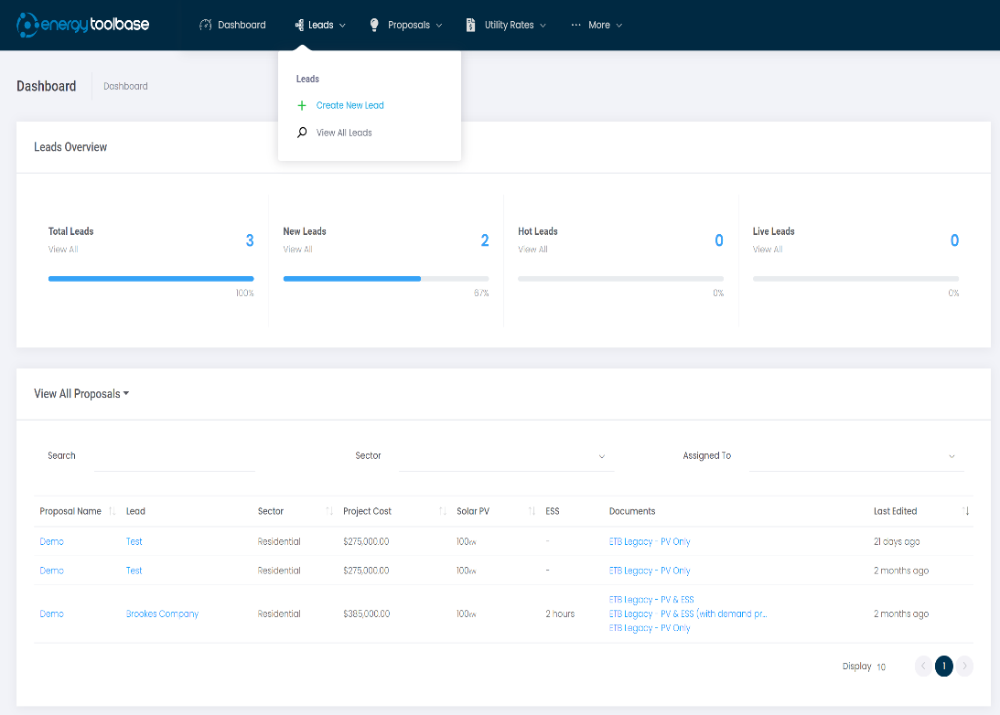 energy toolbase
Dashboard Leads Proposals Utility Rates ··· More
Leads
Create New Lead
View All Leads
Dashboard Dashboard
Leads Overview
Total Leads 3
View All
100%
New Leads 2
View All
67%
Hot Leads 0
View All
0%
Live Leads 0
View All
0%
View All Proposals
Search Sector Assigned To
Proposal Name Lead Sector Project Cost Solar PV ESS Documents Last Edited
Demo Test Residential $275,000.00 100kW - ETB Legacy - PV Only 21 days ago
Demo Test Residential $275,000.00 100kW - ETB Legacy - PV Only 2 months ago
ETB Legacy - PV & ESS
Demo Brookes Company Residential $385,000.00 100kW 2 hours ETB Legacy - PV & ESS (with demand pr... 2 months ago
ETB Legacy - PV Only
Display 10 1